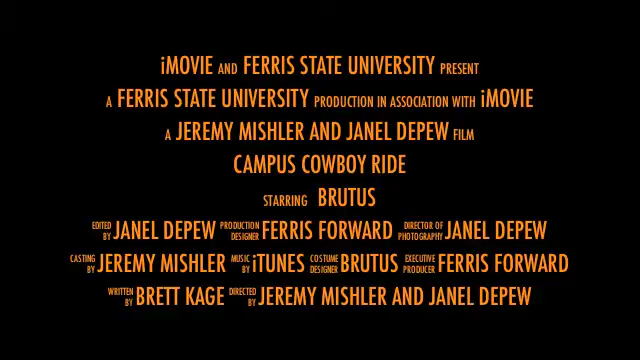 iMOVIE AND FERRIS STATE UNIVERSITY PRESENT
A FERRIS STATE UNIVERSITY PRODUCTION IN ASSOCIATION WITH iMOVIE
A JEREMY MISHLER AND JANEL DEPEW FILM
CAMPUS COWBOY RIDE
STARRING BRUTUS
EDITED BY JANEL DEPEW PRODUCTION DESIGNER FERRIS FORWARD DIRECTOR OF PHOTOGRAPHY JANEL DEPEW
CASTING BY JEREMY MISHLER MUSIC BY iTUNES COSTUME DESIGNER BRUTUS EXECUTIVE PRODUCER FERRIS FORWARD
WRITTEN BY BRETT KAGE DIRECTED BY JEREMY MISHLER AND JANEL DEPEW